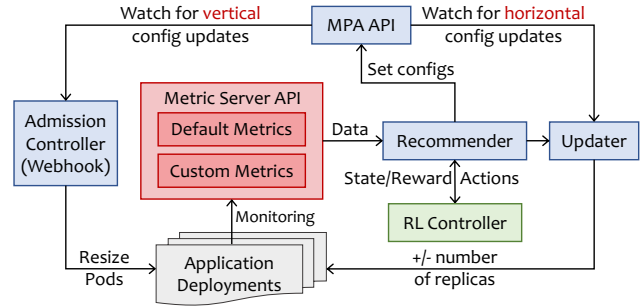 Watch for vertical
config updates
MPA API
Watch for horizontal
config updates
Set configs
Metric Server API
Default Metrics
Custom Metrics
Data
Admission
Controller
(Webhook)
Recommender
Updater
State/Reward
Actions
RL Controller
Monitoring
Resize
Pods
Application
Deployments
+/- number
of replicas